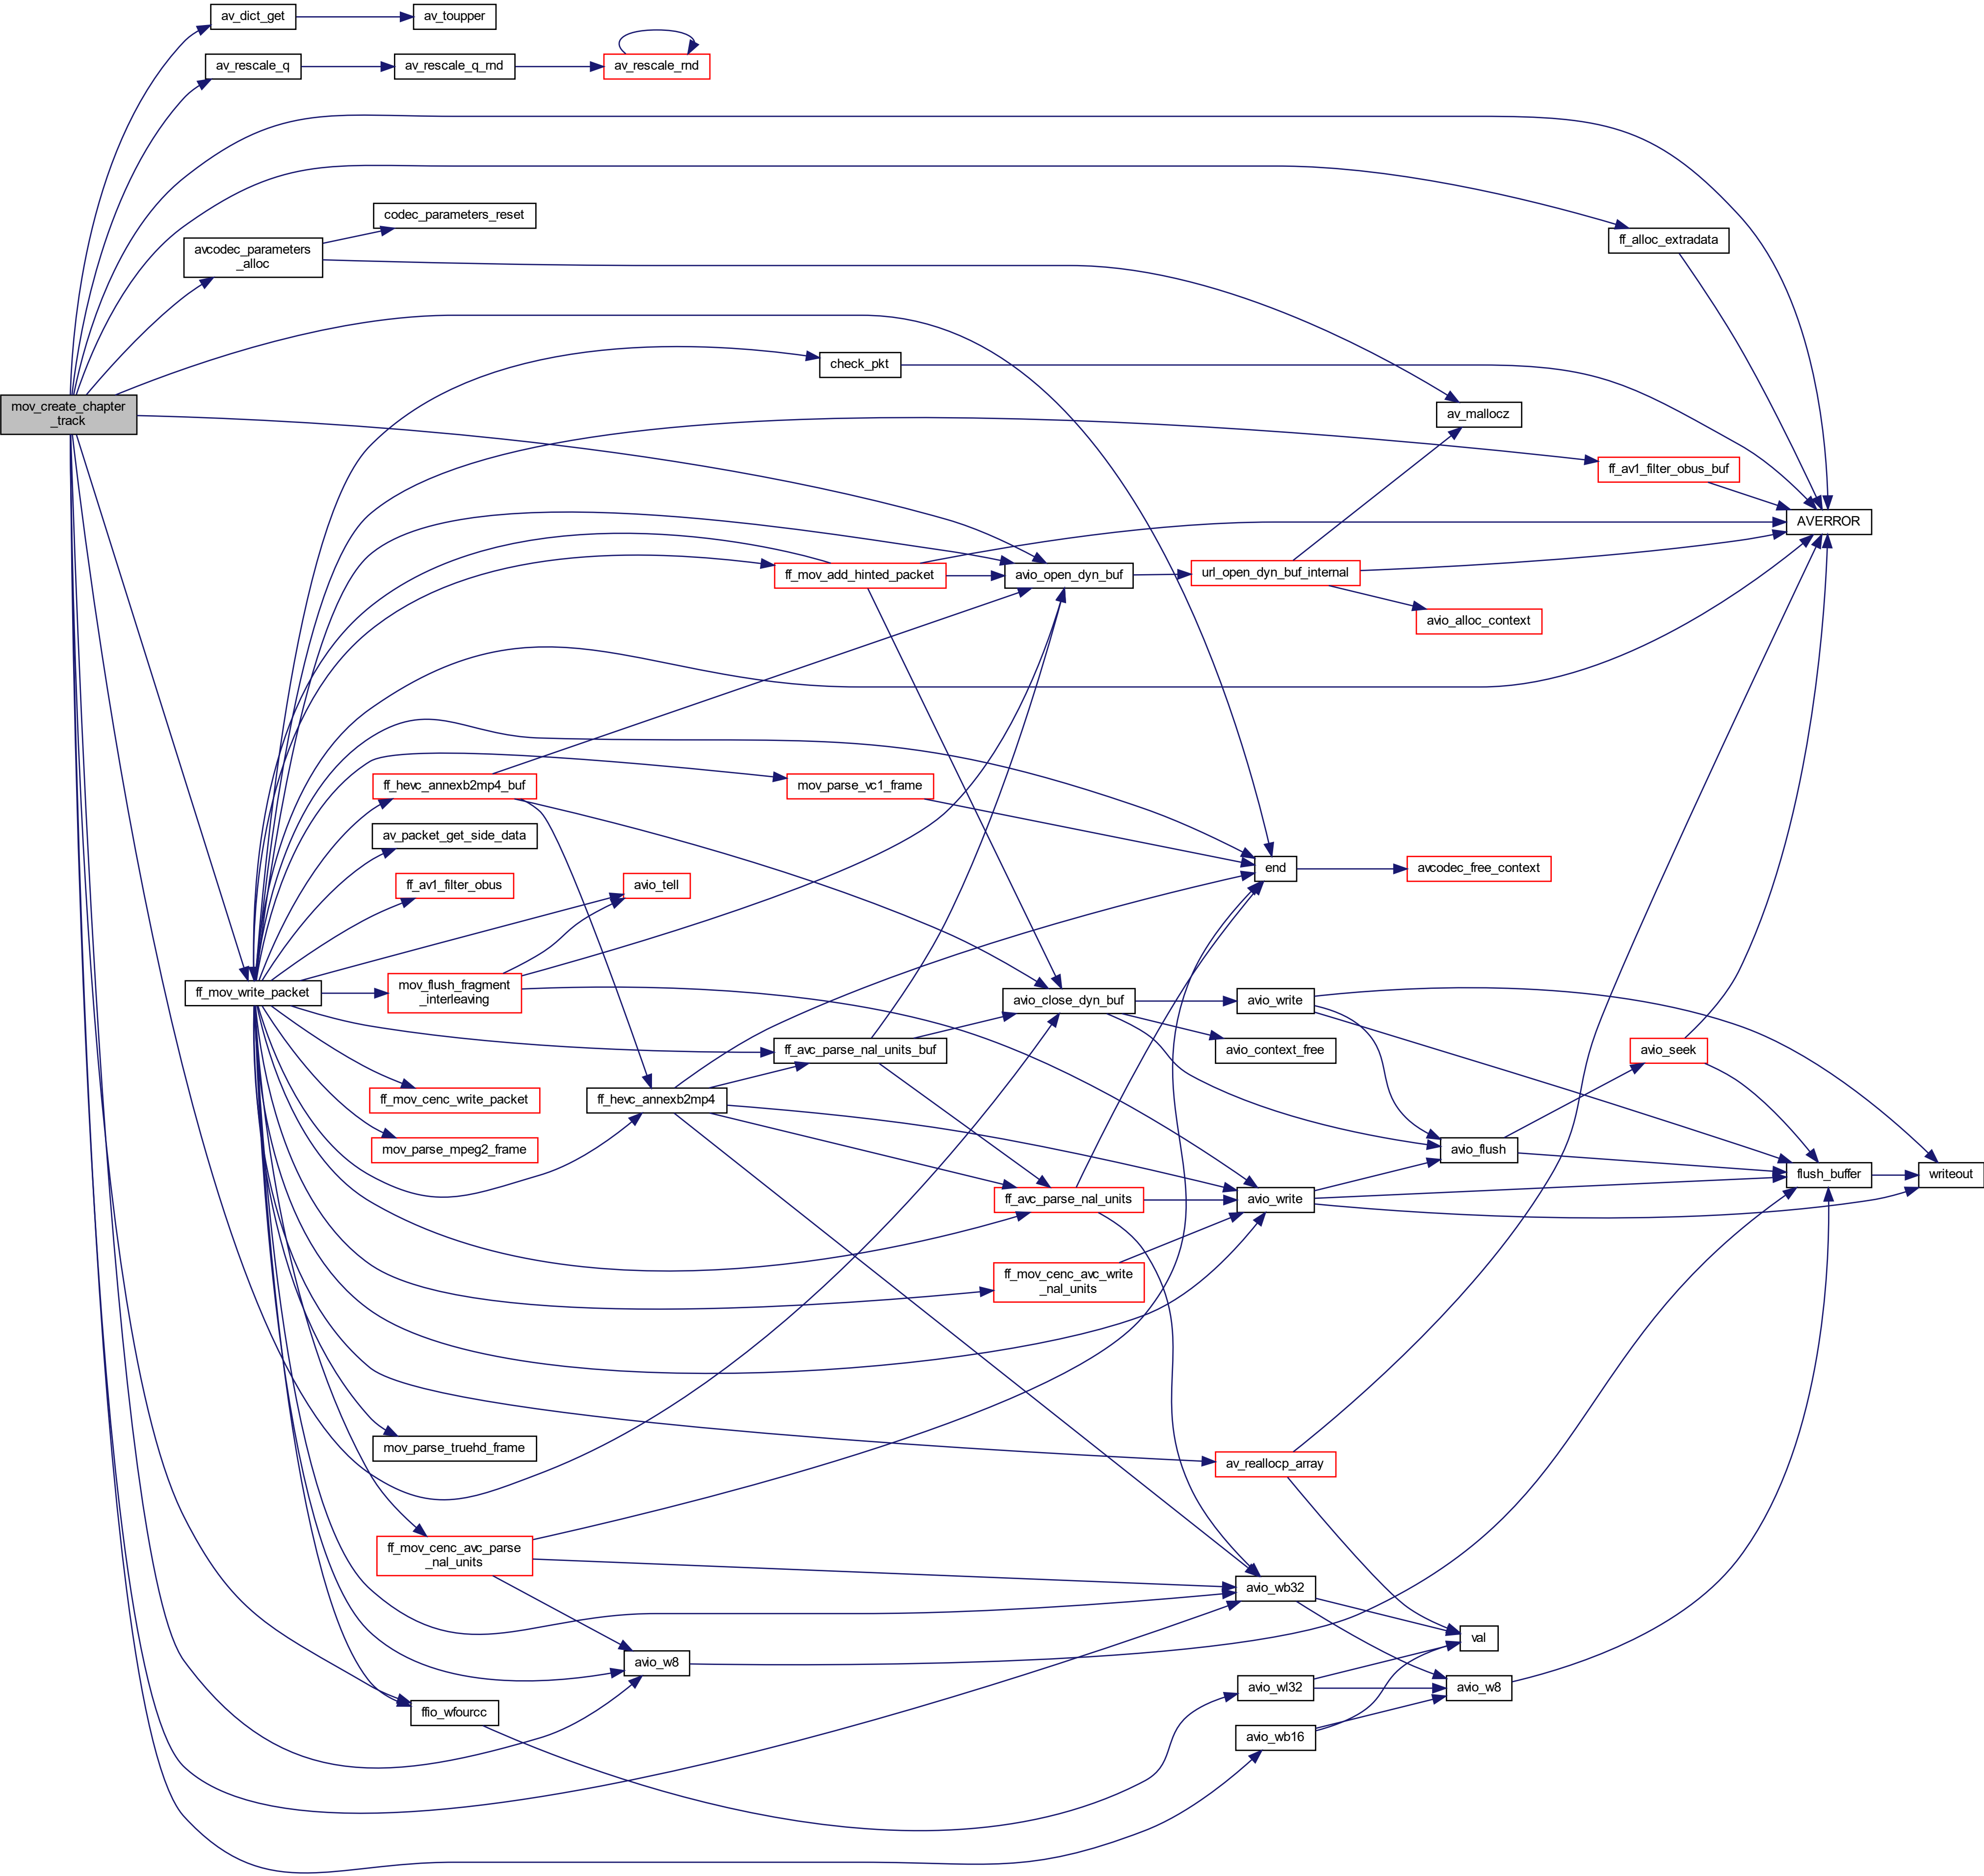 av_dict_get
av_toupper
av_rescale_q
av_rescale_q_rnd
av_rescale_rnd
codec_parameters_reset
avcodec_parameters
_alloc
ff_alloc_extradata
check_pkt
mov_create_chapter
_track
av_mallocz
ff_av1_filter_obus_buf
AVERROR
ff_mov_add_hinted_packet
avio_open_dyn_buf
url_open_dyn_buf_internal
avio_alloc_context
ff_hevc_annexb2mp4_buf
mov_parse_vc1_frame
av_packet_get_side_data
end
avcodec_free_context
ff_av1_filter_obus
avio_tell
ff_mov_write_packet
mov_flush_fragment
_interleaving
avio_close_dyn_buf
avio_write
ff_avc_parse_nal_units_buf
avio_context_free
avio_seek
ff_mov_cenc_write_packet
ff_hevc_annexb2mp4
mov_parse_mpeg2_frame
avio_flush
flush_buffer
writeout
ff_avc_parse_nal_units
avio_write
ff_mov_cenc_avc_write
_nal_units
mov_parse_truehd_frame
av_reallocp_array
ff_mov_cenc_avc_parse
_nal_units
avio_wb32
val
avio_w8
avio_wl32
avio_w8
ffio_wfourcc
avio_wb16